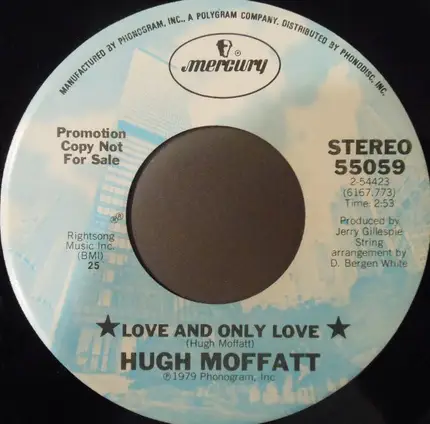 MANUFACTURED BY PHONOGRAM, INC., A POLYGRAM COMPANY. DISTRIBUTED BY PHONODISC, INC.
mercury
Promotion
Copy Not
For Sale
STEREO
55059
2-54423
(6167.773)
Time: 2:53
Produced by
Jerry Gillespie
String
arrangement by
D. Bergen White
Rightsong
Music Inc.
(BMI)
25
★LOVE AND ONLY LOVE★
(Hugh Moffatt)
HUGH MOFFATT
℗1979 Phonogram, Inc